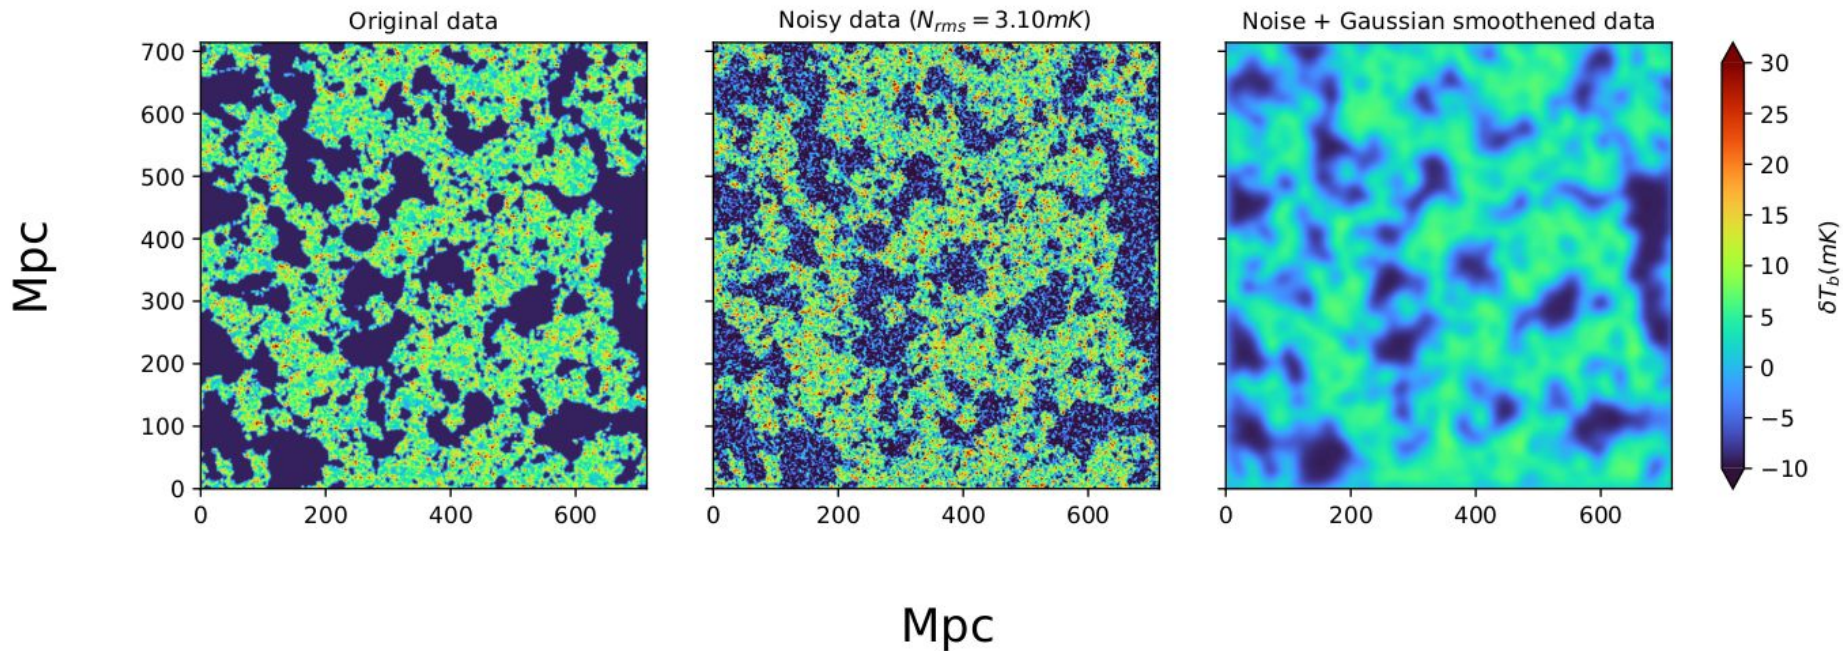 Original data
Noisy data (N_rms = 3.10mK)
Noise + Gaussian smoothened data
Mpc
700
600
500
400
300
200
100
0
0 200 400 600
0 200 400 600
0 200 400 600
30
25
20
15
10
5
0
−5
−10
δT_b(mK)
Mpc